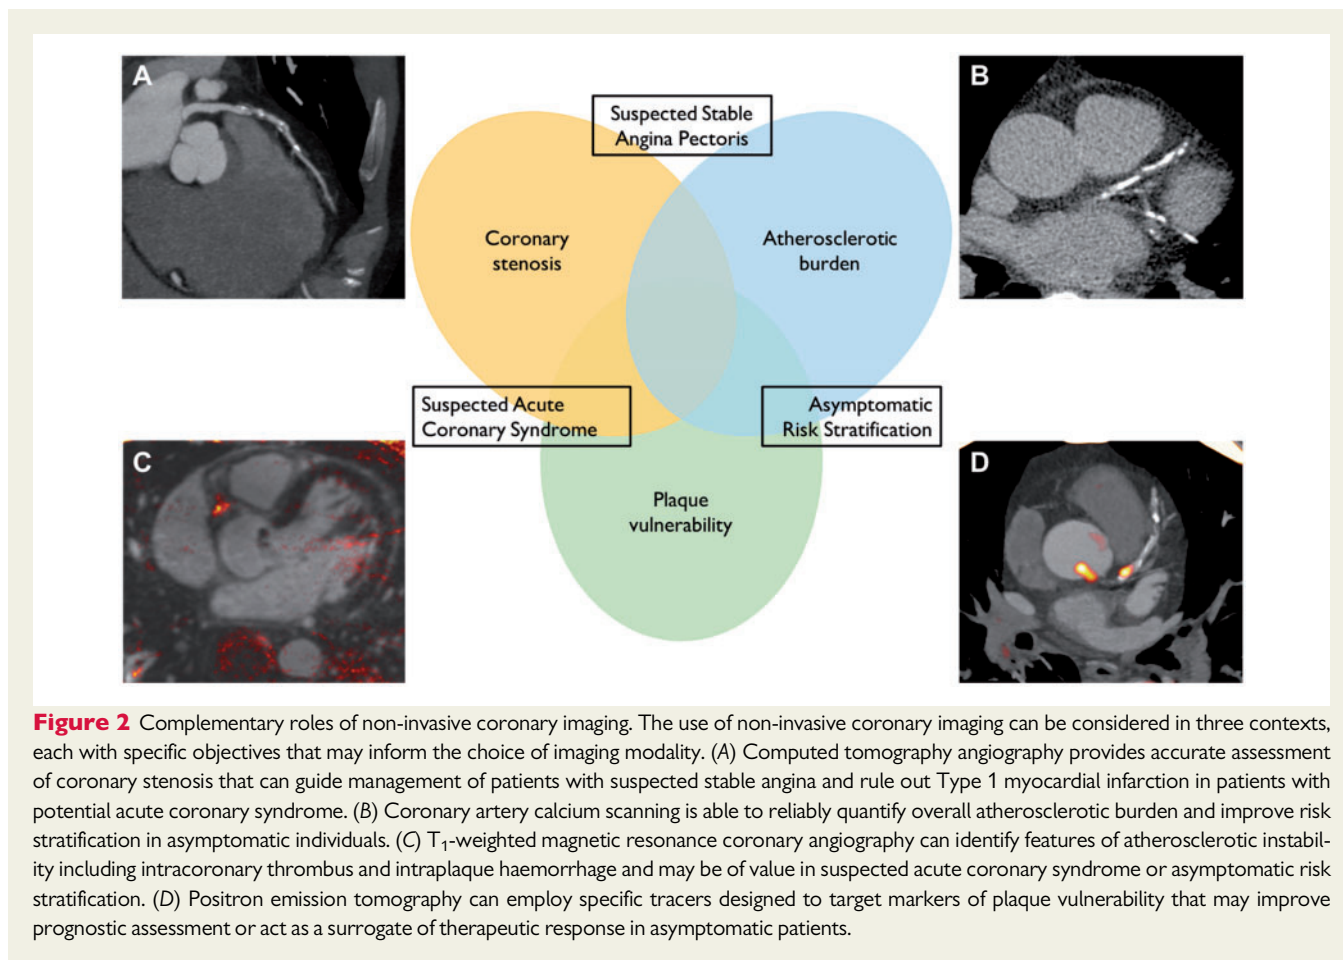 A
B
Suspected Stable
Angina Pectoris
Coronary
stenosis
Atherosclerotic
burden
Suspected Acute
Coronary Syndrome
Asymptomatic
Risk Stratification
C
D
Plaque
vulnerability
Figure 2 Complementary roles of non-invasive coronary imaging. The use of non-invasive coronary imaging can be considered in three contexts,
each with specific objectives that may inform the choice of imaging modality. (A) Computed tomography angiography provides accurate assessment
of coronary stenosis that can guide management of patients with suspected stable angina and rule out Type 1 myocardial infarction in patients with
potential acute coronary syndrome. (B) Coronary artery calcium scanning is able to reliably quantify overall atherosclerotic burden and improve risk
stratification in asymptomatic individuals. (C) T₁-weighted magnetic resonance coronary angiography can identify features of atherosclerotic instabil-
ity including intracoronary thrombus and intraplaque haemorrhage and may be of value in suspected acute coronary syndrome or asymptomatic risk
stratification. (D) Positron emission tomography can employ specific tracers designed to target markers of plaque vulnerability that may improve
prognostic assessment or act as a surrogate of therapeutic response in asymptomatic patients.